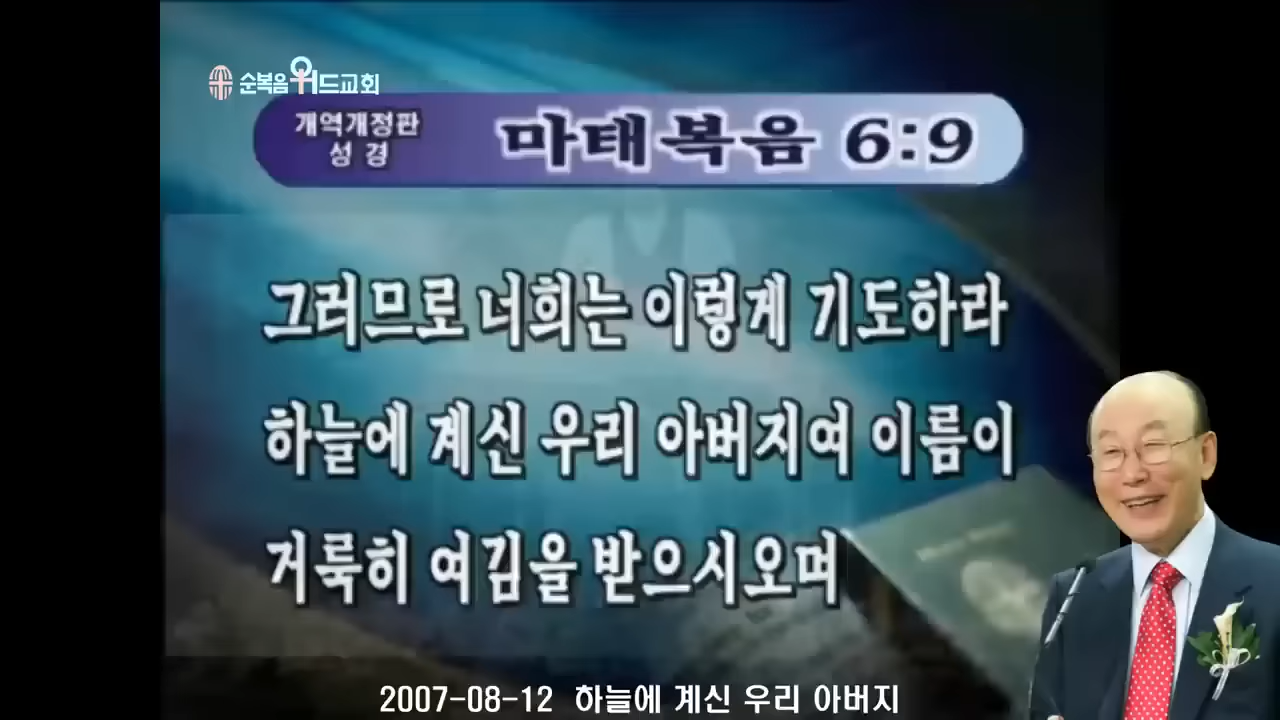 순복음워드교회
개역개정판
성경
마태복음 6:9
그러므로 너희는 이렇게 기도하라
하늘에 계신 우리 아버지여 이름이
거룩히 여김을 받으시오며
2007-08-12 하늘에 계신 우리 아버지